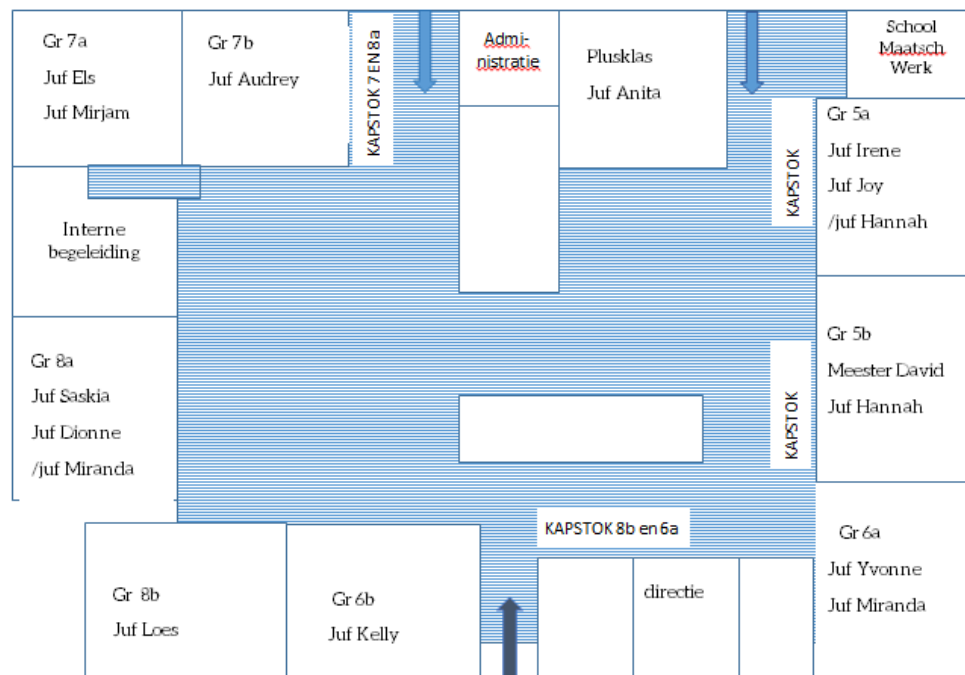 Gr 7a
Juf Els
Juf Mirjam
Gr 7b
Juf Audrey
KAPSTOK 7 EN 8a
Admi-
nistratie
Plusklas
Juf Anita
School
Maatsch
Werk
KAPSTOK
Gr 5a
Juf Irene
Juf Joy
/juf Hannah
Interne
begeleiding
Gr 8a
Juf Saskia
Juf Dionne
/juf Miranda
KAPSTOK
Gr 5b
Meester David
Juf Hannah
KAPSTOK 8b en 6a
Gr 6a
Juf Yvonne
Juf Miranda
Gr 8b
Juf Loes
Gr 6b
Juf Kelly
directie